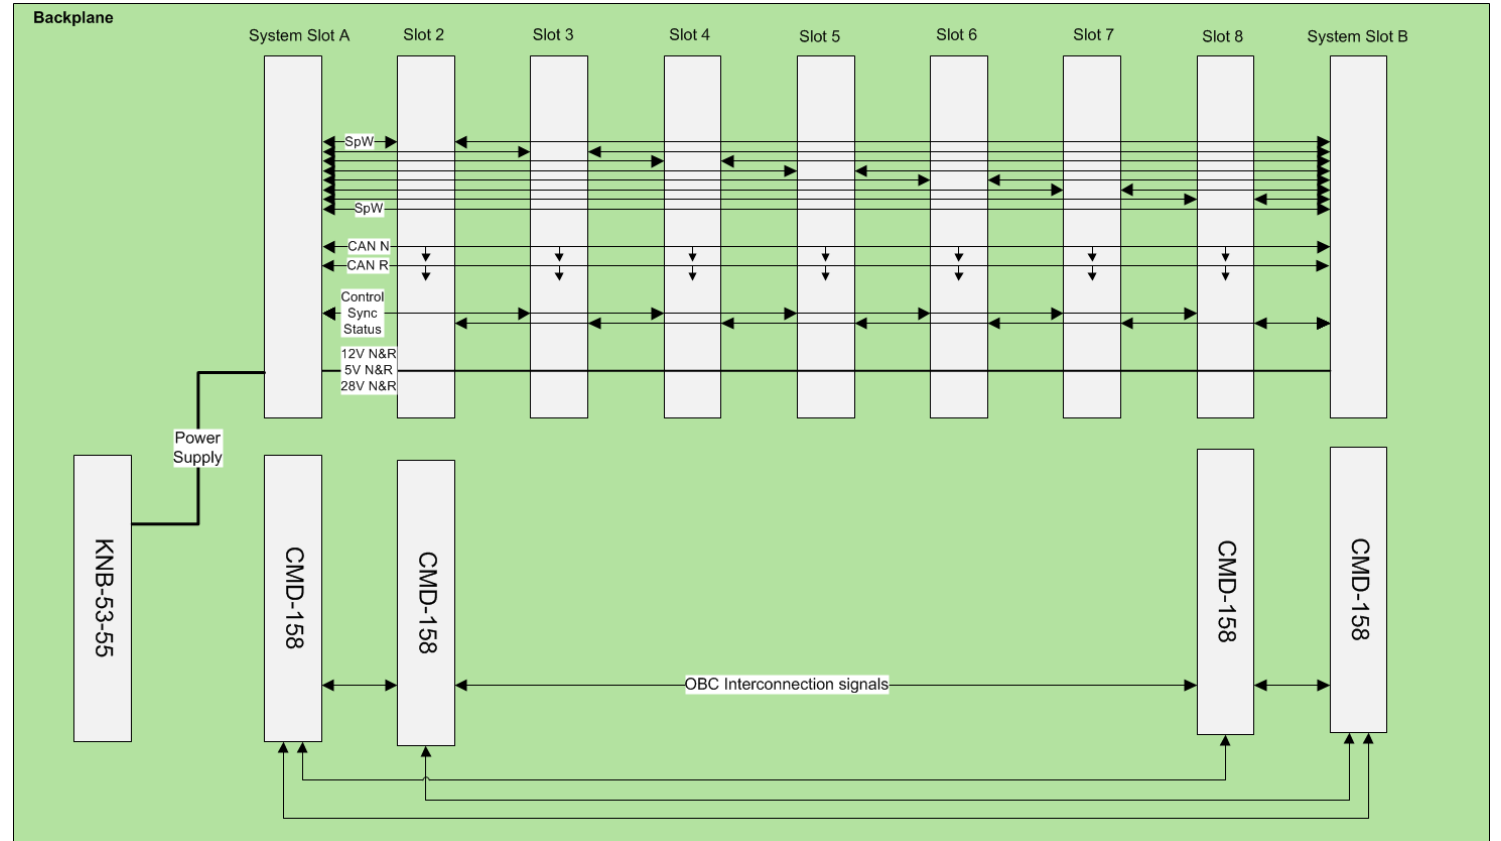 Backplane
System Slot A
Slot 2
Slot 3
Slot 4
Slot 5
Slot 6
Slot 7
Slot 8
System Slot B
SpW
SpW
CAN N
CAN R
Control
Sync
Status
12V N&R
5V N&R
28V N&R
Power
Supply
KNB-53-55
CMD-158
CMD-158
CMD-158
CMD-158
OBC Interconnection signals